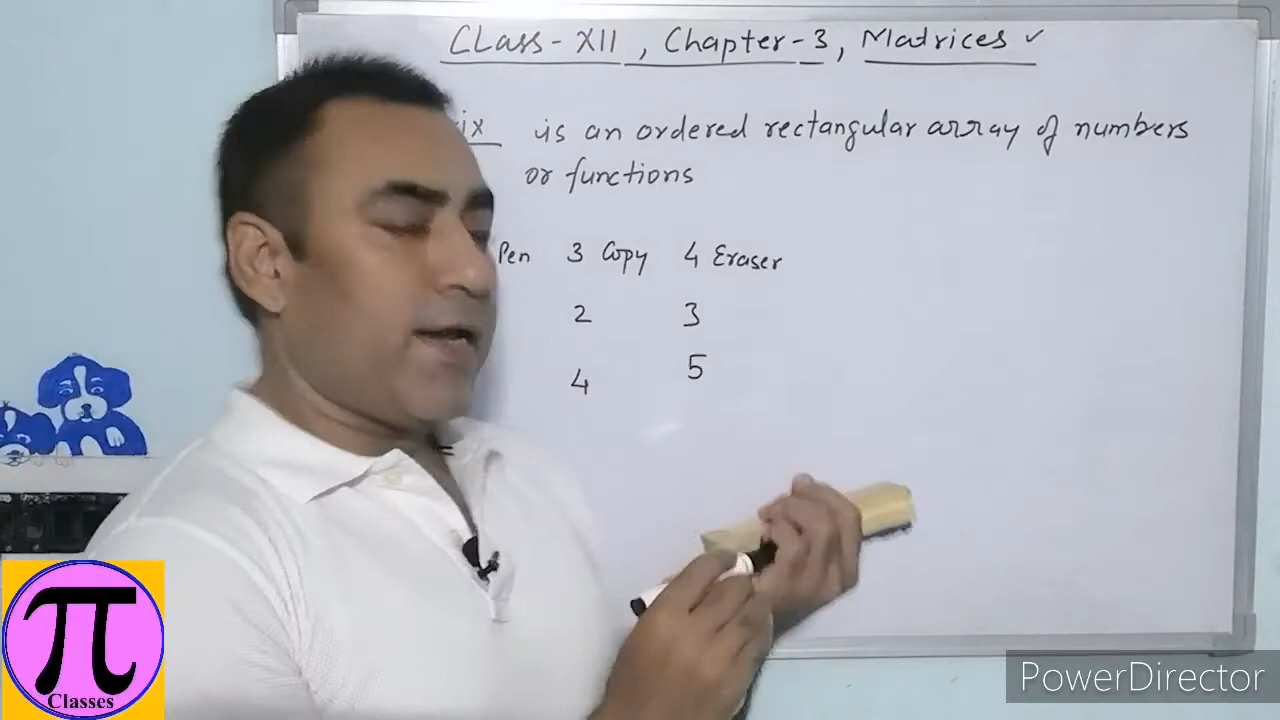 CLass-XII, Chapter-3, Matrices ✓
ix is an ordered rectangular array of numbers
or functions
Pen 3 Copy 4 Eraser
2 3
4 5
π
Classes
PowerDirector